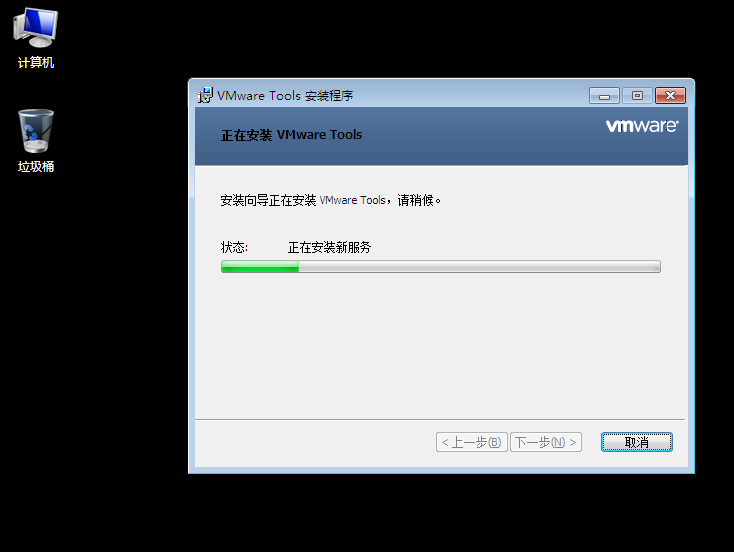 计算机
垃圾桶
VMware Tools 安装程序
正在安装 VMware Tools
vmware
安装向导正在安装 VMware Tools，请稍候。
状态: 正在安装新服务
< 上一步(B) 下一步(N) > 取消